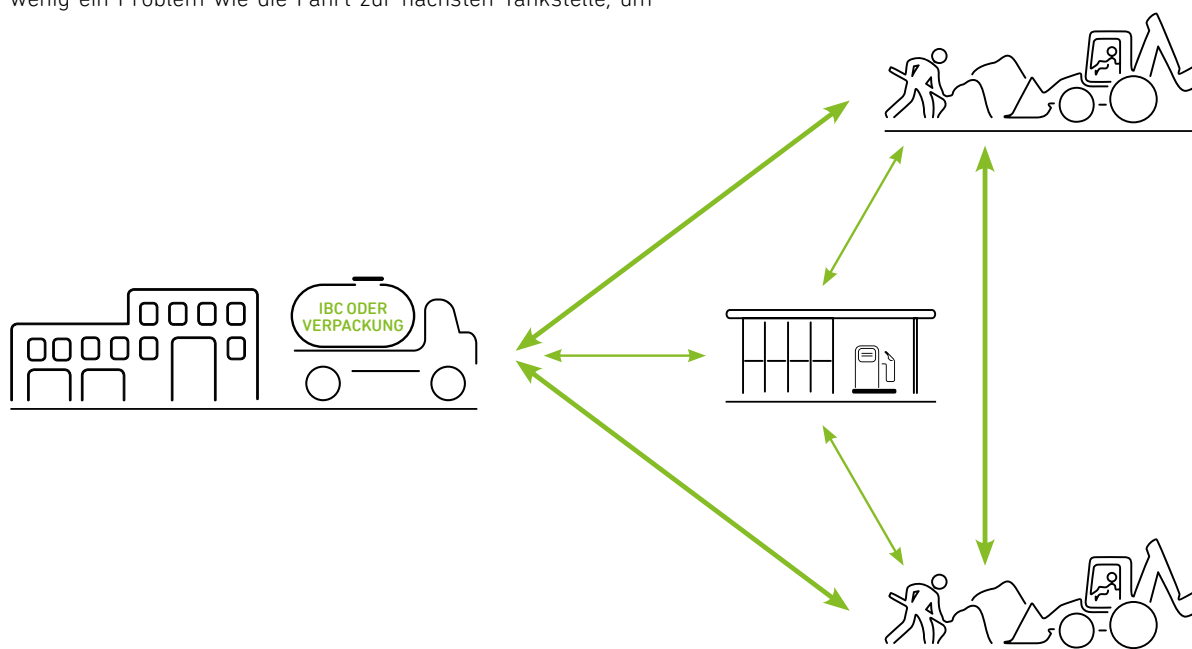 wenig ein Problem wie die Fahrt zur nächsten Tankstelle, um
IBC ODER
VERPACKUNG